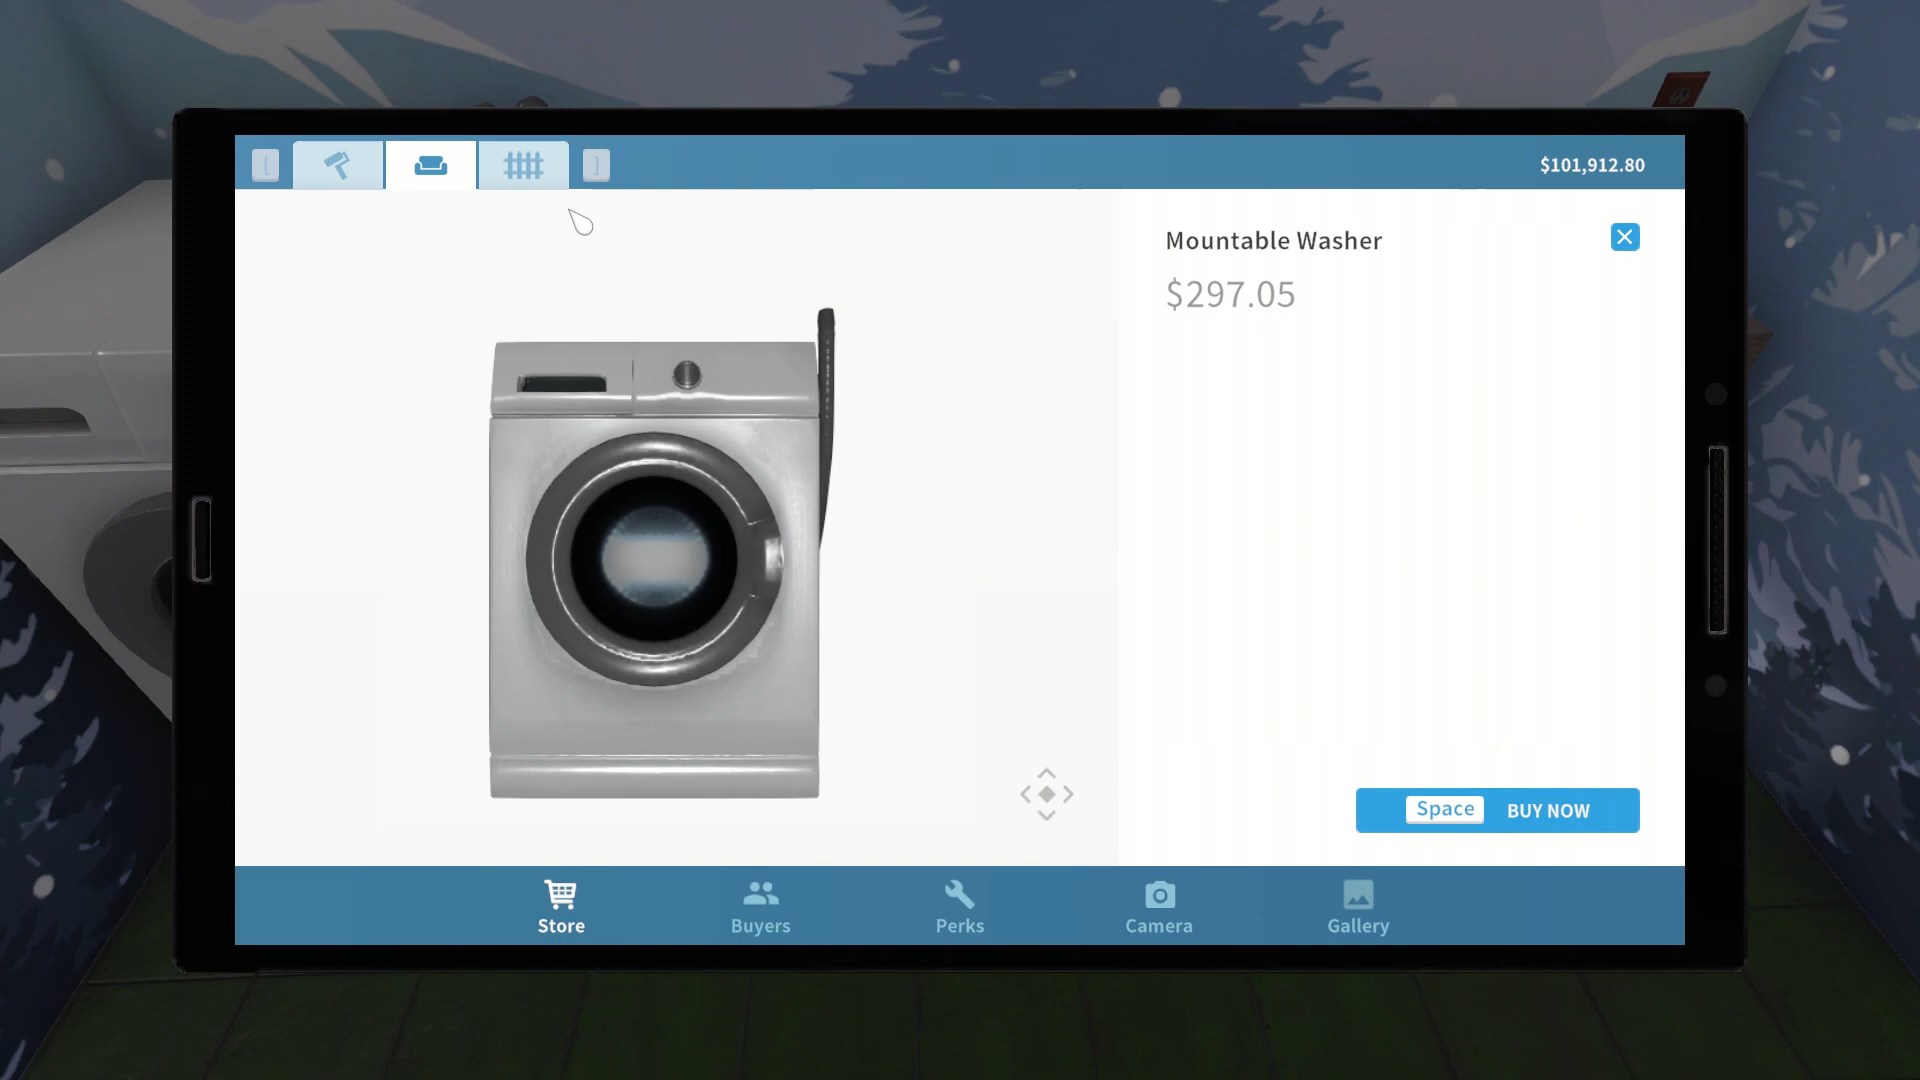 [
]
$101,912.80
Mountable Washer
$297.05
Space BUY NOW
Store
Buyers
Perks
Camera
Gallery